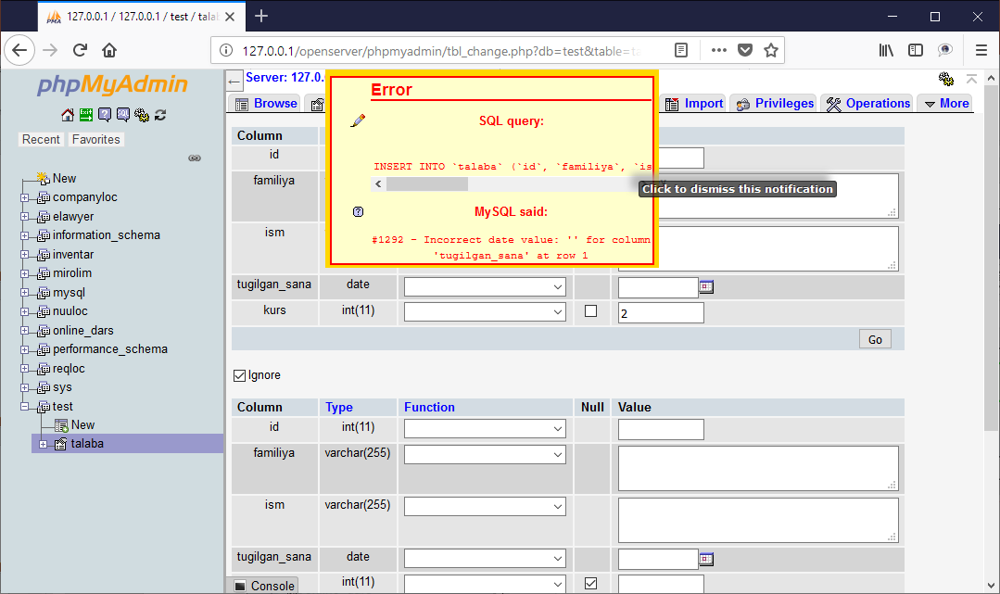 127.0.0.1 / 127.0.0.1 / test / tala
127.0.0.1/openserver/phpmyadmin/tbl_change.php?db=test&table=ta
phpMyAdmin
Recent Favorites
New
companyloc
elawyer
information_schema
inventar
mirolim
mysql
nuuloc
online_dars
performance_schema
reqloc
sys
test
New
talaba
Server: 127.0.
Browse
Import
Privileges
Operations
More
Error
SQL query:
INSERT INTO `talaba` (`id`, `familiya`, `is
Click to dismiss this notification
MySQL said:
#1292 - Incorrect date value: '' for column
'tugilgan_sana' at row 1
Column
id
familiya
ism
tugilgan_sana date
kurs int(11) 2
Go
Ignore
Column Type Function Null Value
id int(11)
familiya varchar(255)
ism varchar(255)
tugilgan_sana date
int(11)
Console